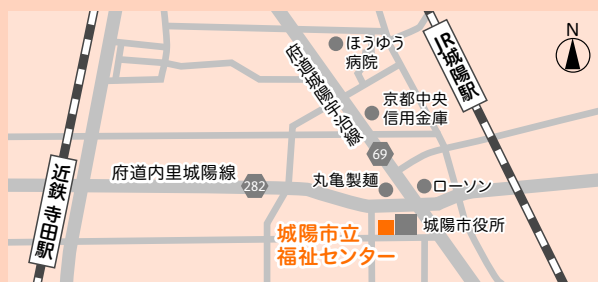 N
ほうゆう
病院
JR城陽駅
府道城陽宇治線
京都中央
信用金庫
69
近鉄 寺田駅
府道内里城陽線
282
丸亀製麺
ローソン
城陽市役所
城陽市立
福祉センター